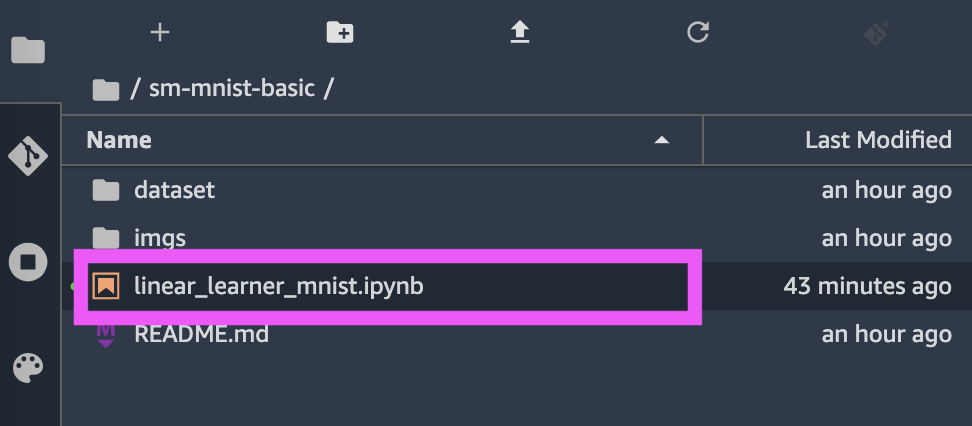 / sm-mnist-basic /
Name Last Modified
dataset an hour ago
imgs an hour ago
linear_learner_mnist.ipynb 43 minutes ago
README.md an hour ago